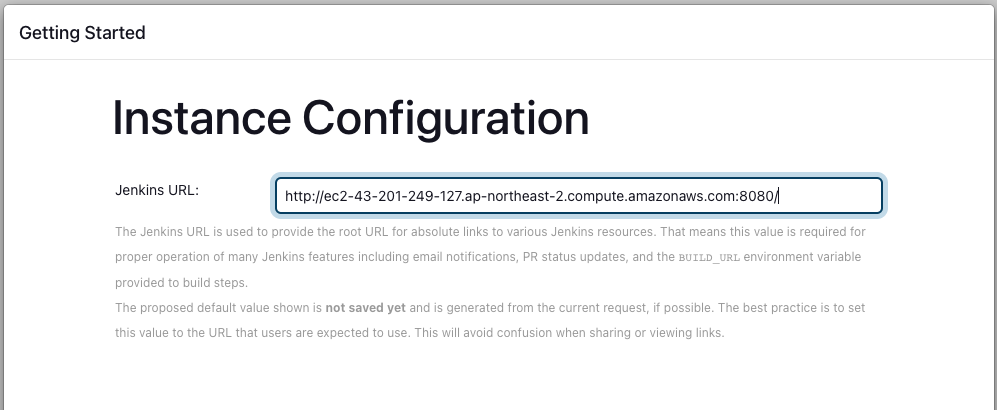 Getting Started
Instance Configuration
Jenkins URL:
http://ec2-43-201-249-127.ap-northeast-2.compute.amazonaws.com:8080/
The Jenkins URL is used to provide the root URL for absolute links to various Jenkins resources. That means this value is required for
proper operation of many Jenkins features including email notifications, PR status updates, and the BUILD_URL environment variable
provided to build steps.
The proposed default value shown is not saved yet and is generated from the current request, if possible. The best practice is to set
this value to the URL that users are expected to use. This will avoid confusion when sharing or viewing links.